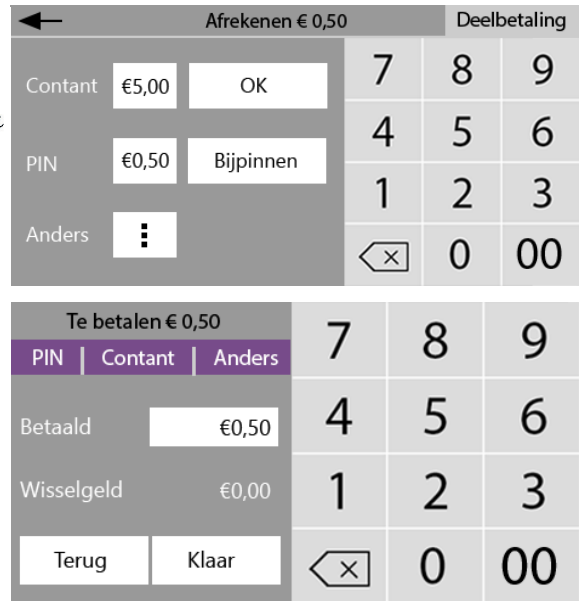 Afrekenen € 0,50 Deelbetaling
Contant €5,00 OK
PIN €0,50 Bijpinnen
Anders
7 8 9
4 5 6
1 2 3
0 00
Te betalen € 0,50
PIN | Contant | Anders
Betaald €0,50
Wisselgeld €0,00
Terug Klaar
7 8 9
4 5 6
1 2 3
0 00